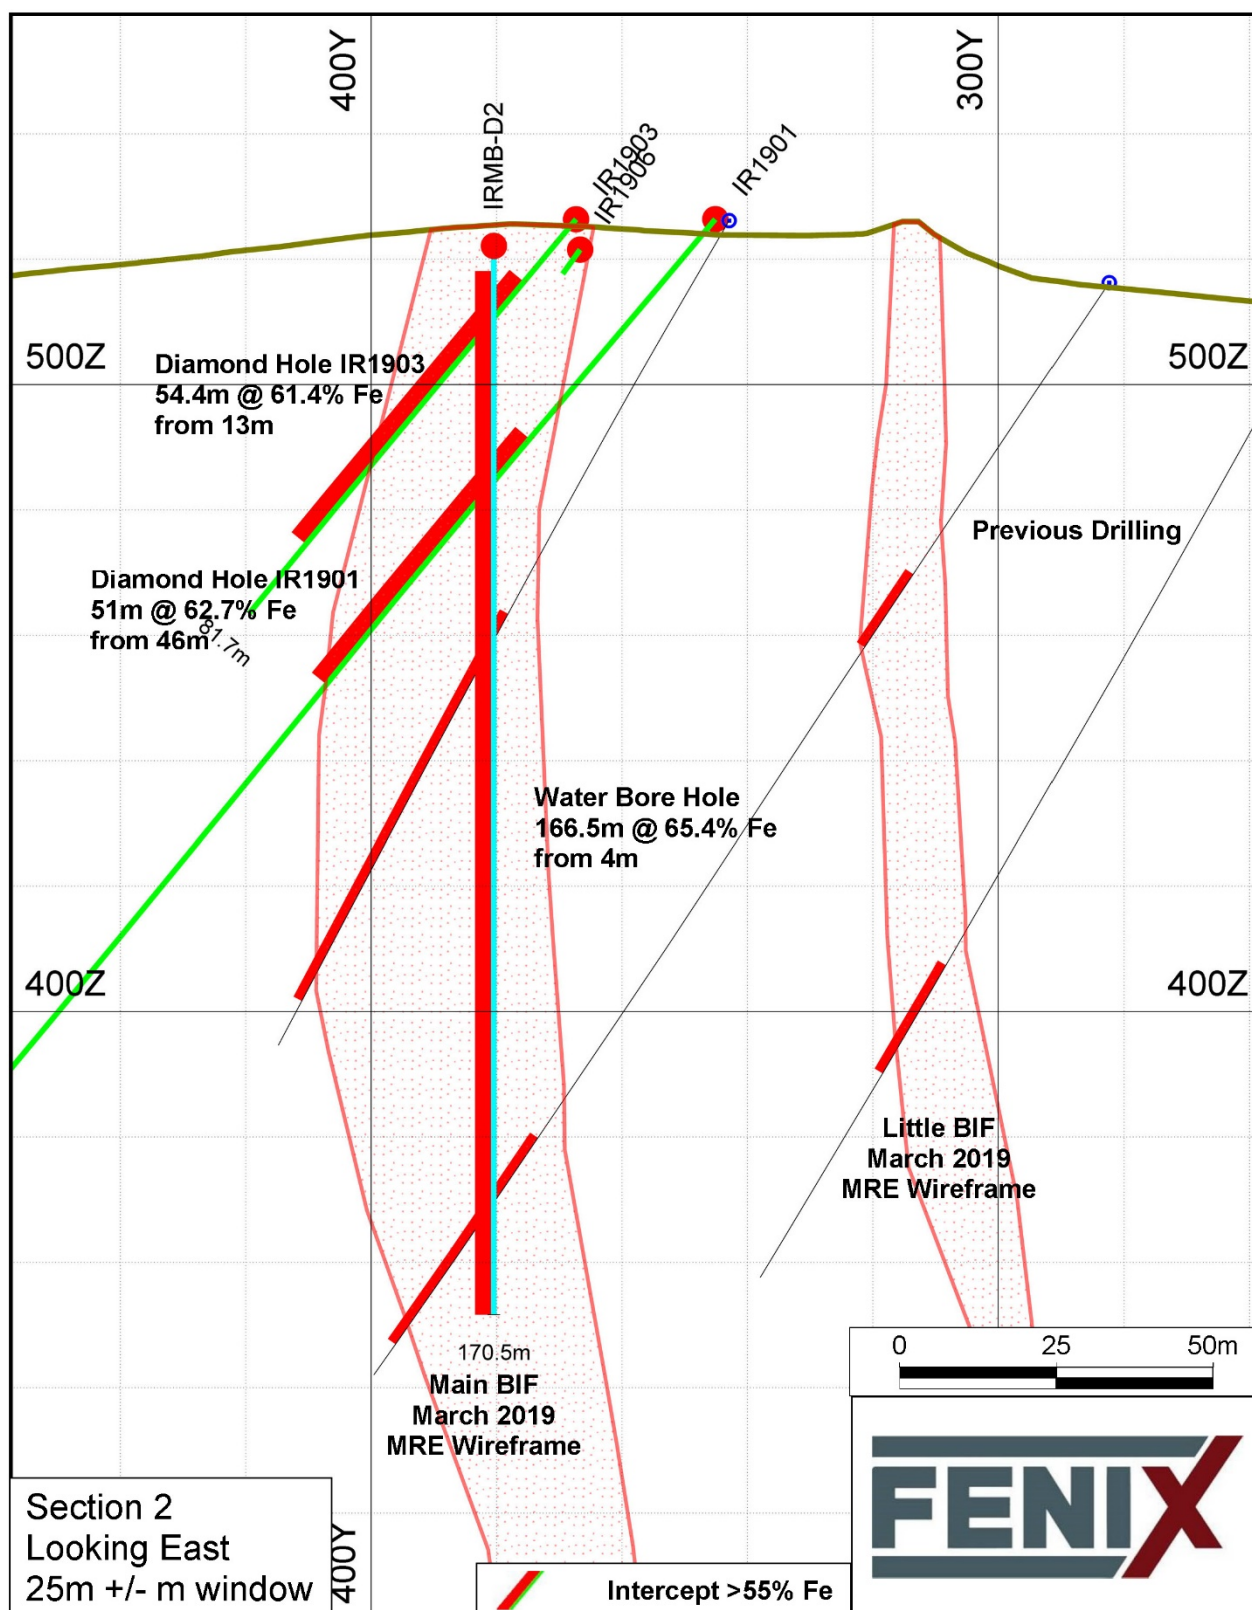 400Y
300Y
IRMB-D2
IR1903
IR1906
IR1901
500Z
500Z
Diamond Hole IR1903
54.4m @ 61.4% Fe
from 13m
Previous Drilling
Diamond Hole IR1901
51m @ 62.7% Fe
from 46m
81.7m
Water Bore Hole
166.5m @ 65.4% Fe
from 4m
400Z
400Z
Little BIF
March 2019
MRE Wireframe
170.5m
Main BIF
March 2019
MRE Wireframe
0 25 50m
FENIX
Section 2
Looking East
25m +/- m window
400Y
Intercept >55% Fe